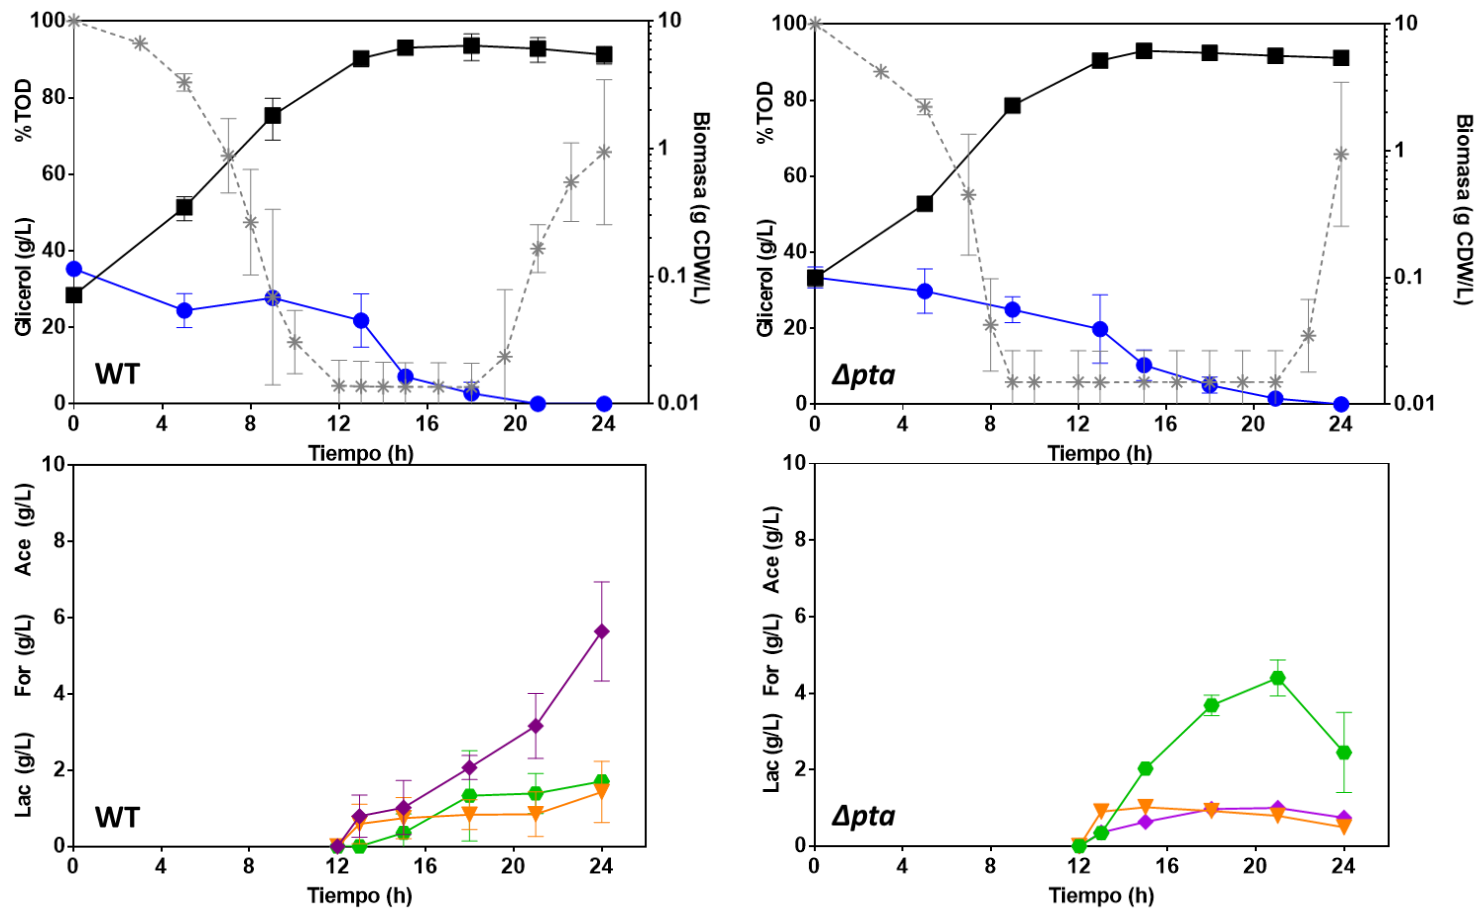 100
80
60
40
20
0
% TOD
Glicerol (g/L)
10
1
0.1
0.01
Biomasa (g CDW/L)
WT
0 4 8 12 16 20 24
Tiempo (h)
100
80
60
40
20
0
% TOD
Glicerol (g/L)
10
1
0.1
0.01
Biomasa (g CDW/L)
Δpta
0 4 8 12 16 20 24
Tiempo (h)
10
8
6
4
2
0
Lac (g/L) For (g/L) Ace (g/L)
WT
0 4 8 12 16 20 24
Tiempo (h)
10
8
6
4
2
0
Lac (g/L) For (g/L) Ace (g/L)
Δpta
0 4 8 12 16 20 24
Tiempo (h)